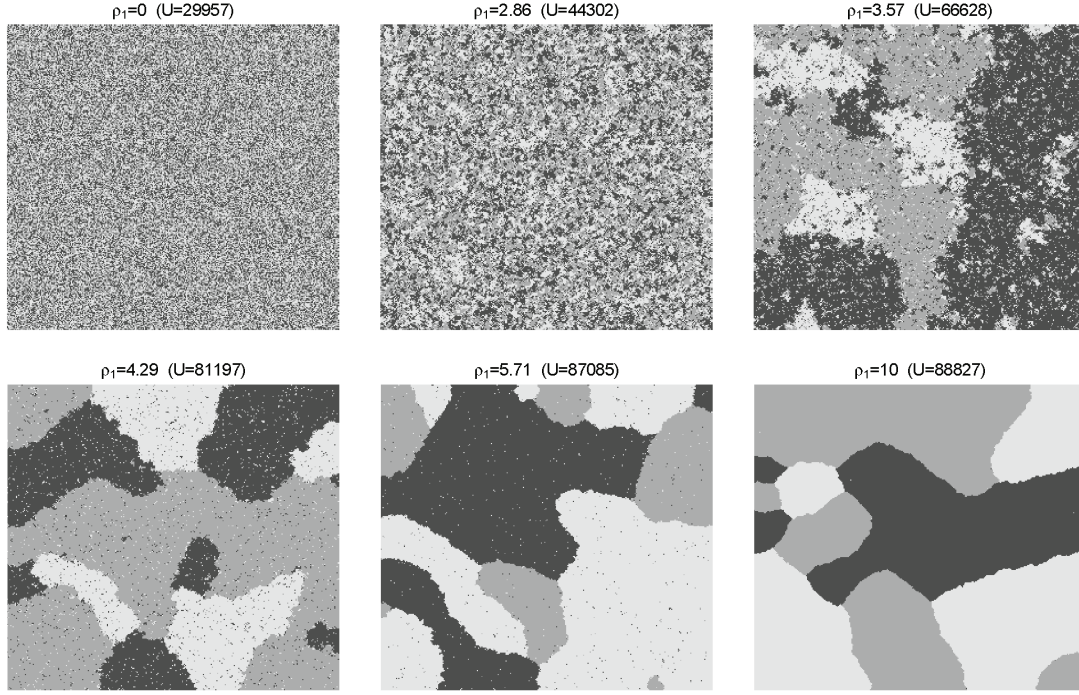 ρ₁=0 (U=29957)
ρ₁=2.86 (U=44302)
ρ₁=3.57 (U=66628)
ρ₁=4.29 (U=81197)
ρ₁=5.71 (U=87085)
ρ₁=10 (U=88827)